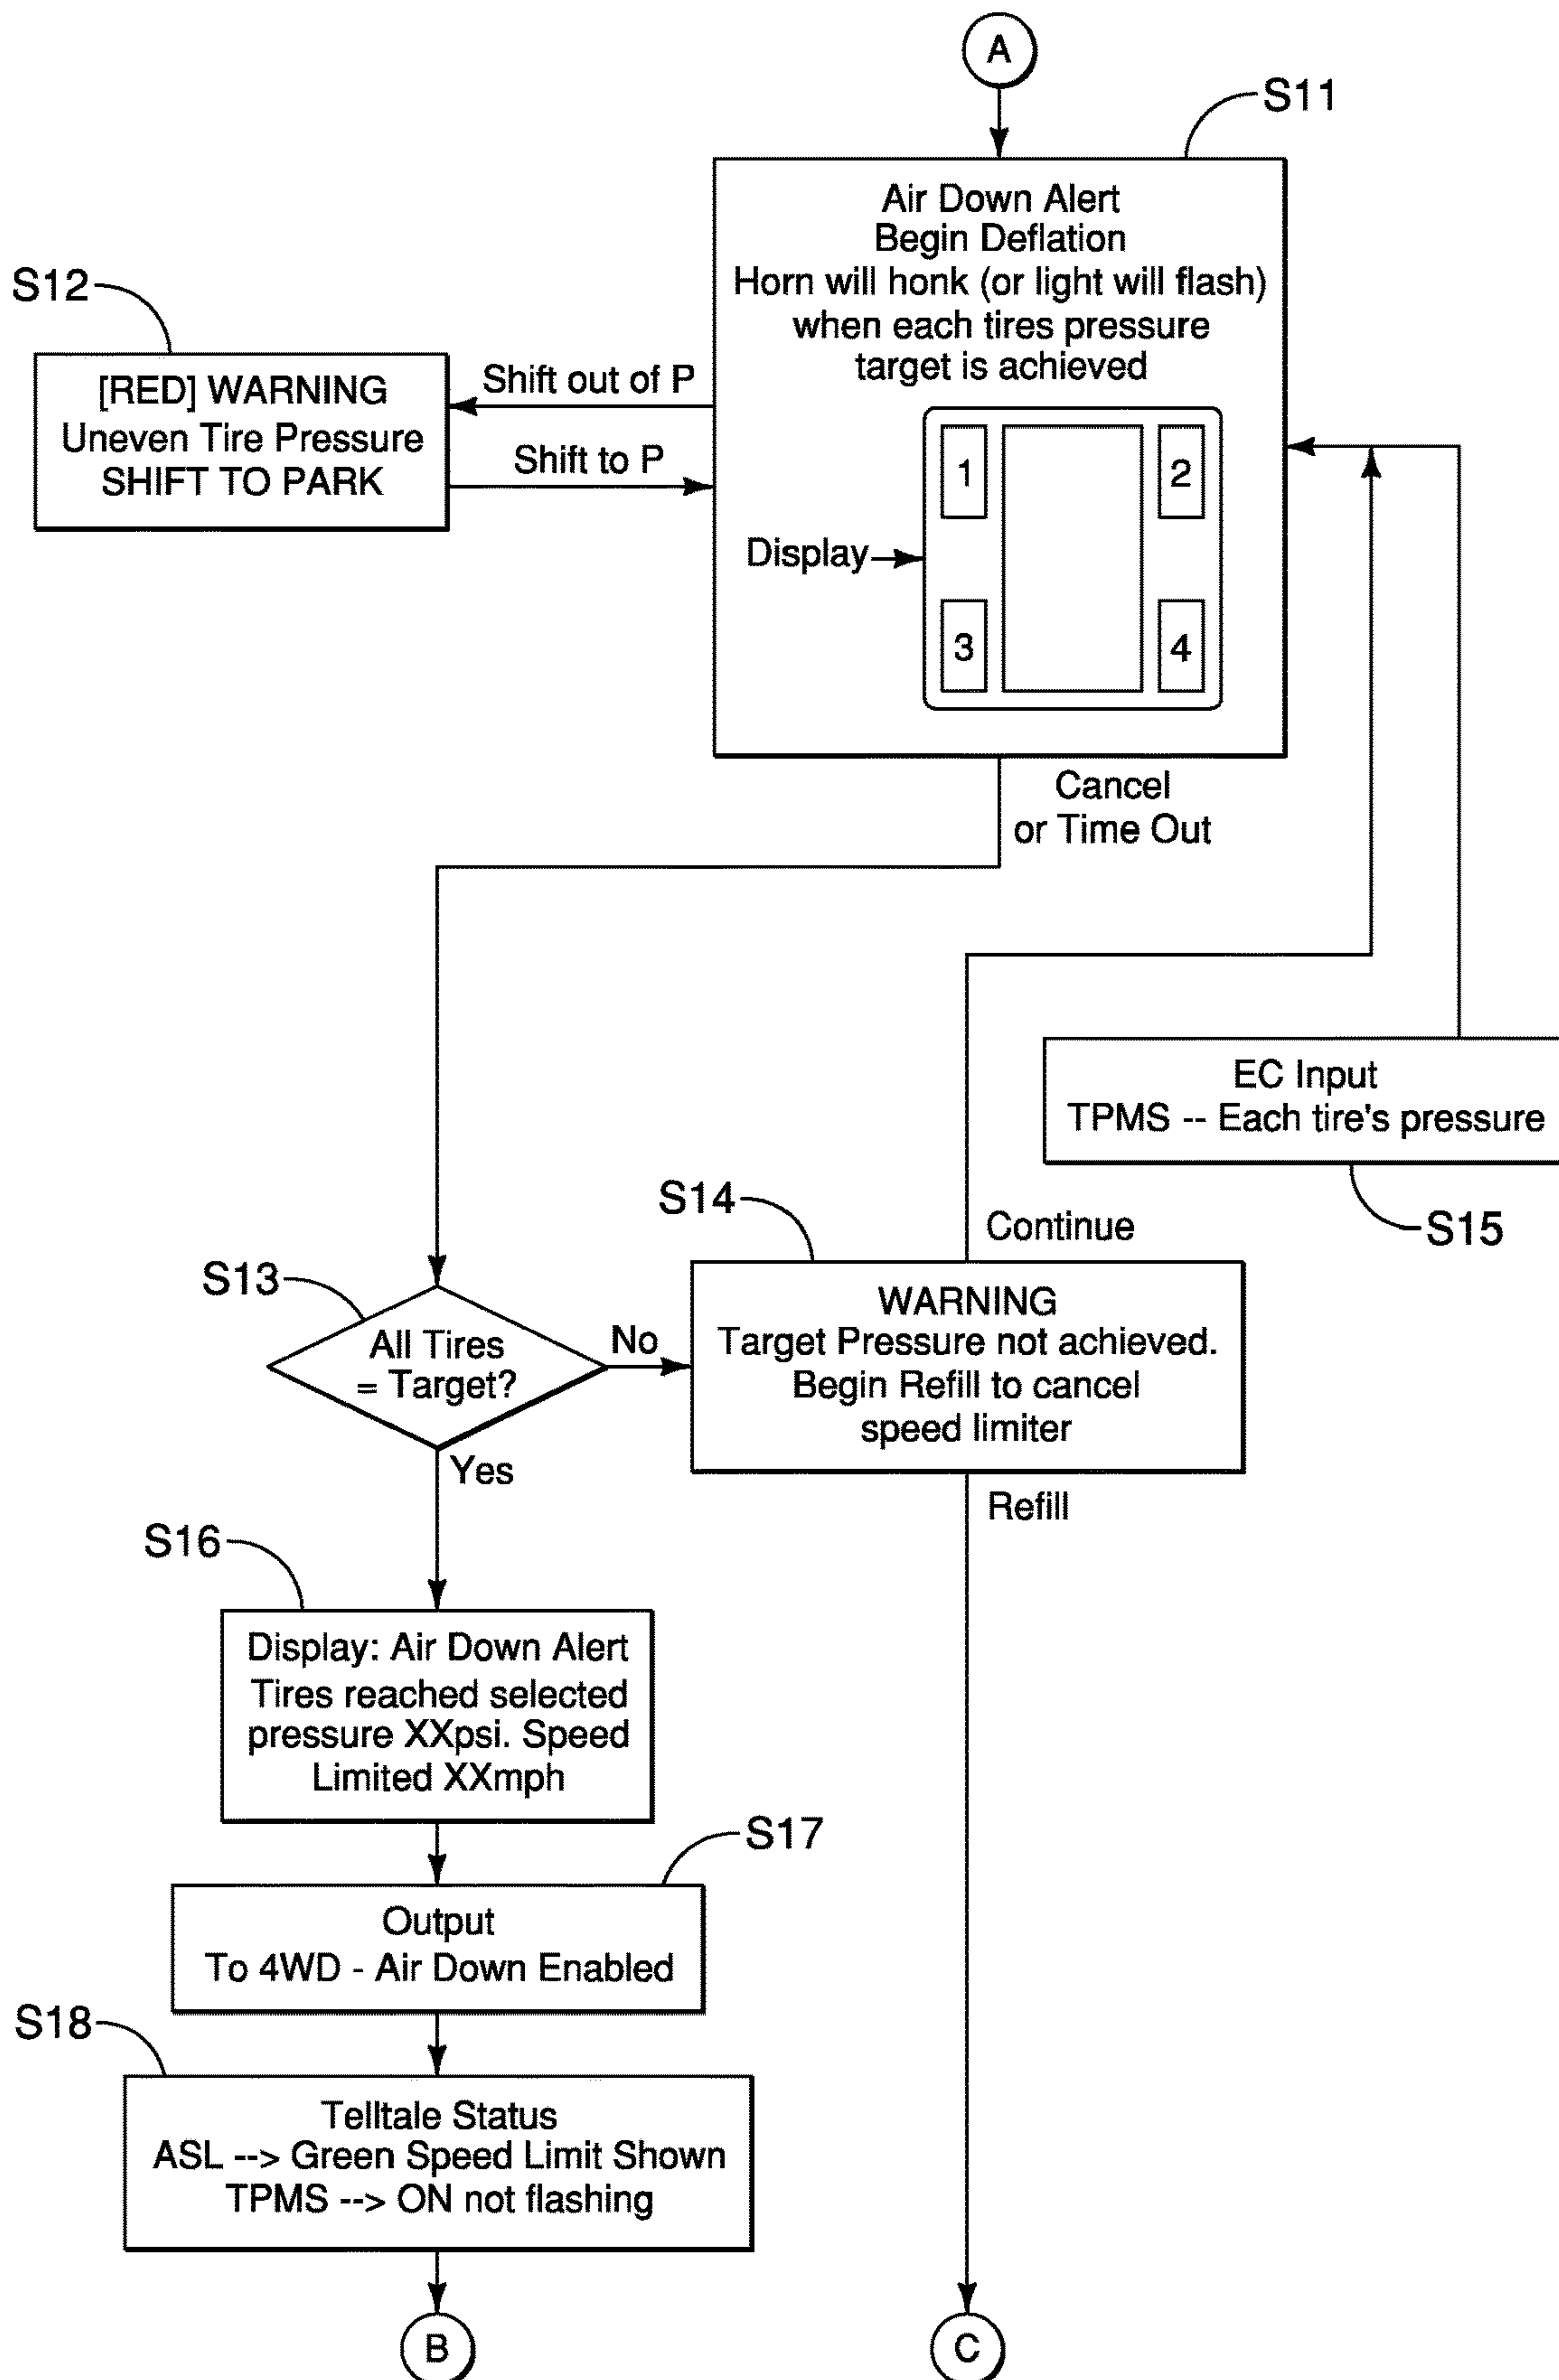 A
S11
Air Down Alert
Begin Deflation
Horn will honk (or light will flash)
when each tires pressure
target is achieved
S12
[RED] WARNING
Uneven Tire Pressure
SHIFT TO PARK
Shift out of P
Shift to P
1
2
Display
3
4
Cancel
or Time Out
EC Input
TPMS -- Each tire's pressure
S15
S14
Continue
S13
All Tires
= Target?
No
WARNING
Target Pressure not achieved.
Begin Refill to cancel
speed limiter
Yes
Refill
S16
Display: Air Down Alert
Tires reached selected
pressure XXpsi. Speed
Limited XXmph
S17
Output
To 4WD - Air Down Enabled
S18
Telltale Status
ASL --> Green Speed Limit Shown
TPMS --> ON not flashing
B
C